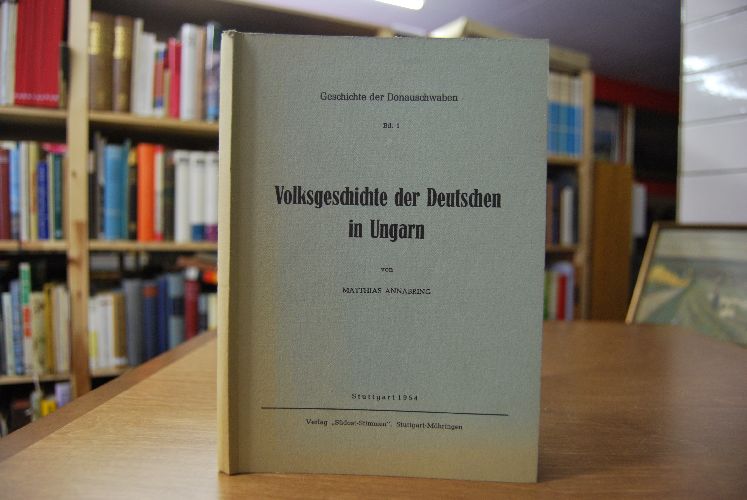 Geschichte der Donauschwaben
Bd. 1
Volksgeschichte der Deutschen
in Ungarn
von
MATTHIAS ANNABRING
Stuttgart 1954
Verlag „Südost-Stimmen“, Stuttgart-Möhringen